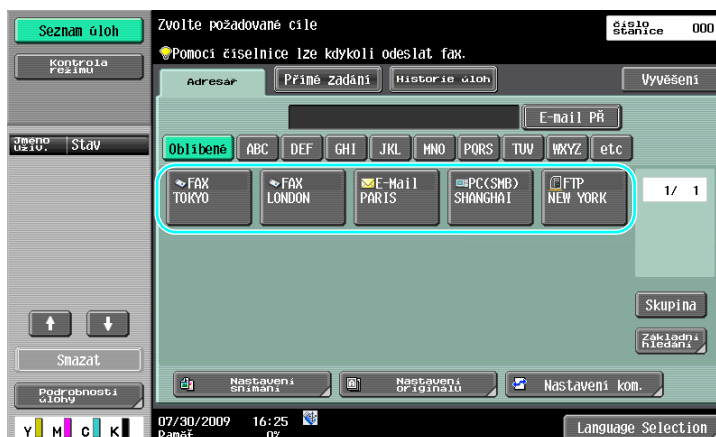 Seznam úloh
Kontrola
režimu
Jméno
uživ.
Stav
Smazat
Podrobnosti
úlohy
Y M C K
Zvolte požadované cíle
Pomocí číselnice lze kdykoli odeslat fax.
číslo
stanice 000
Adresář Přímé zadání Historie úloh Vyvěšení
E-mail PŘ
Oblíbené ABC DEF GHI JKL MNO PQRS TUV WXYZ etc
FAX
TOKYO
FAX
LONDON
E-Mail
PARIS
PC(SMB)
SHANGHAI
FTP
NEW YORK
1/ 1
Skupina
Základní
hledání
Nastavení
snímání
Nastavení
originálu
Nastavení kom.
07/30/2009 16:25
Paměť 0%
Language Selection